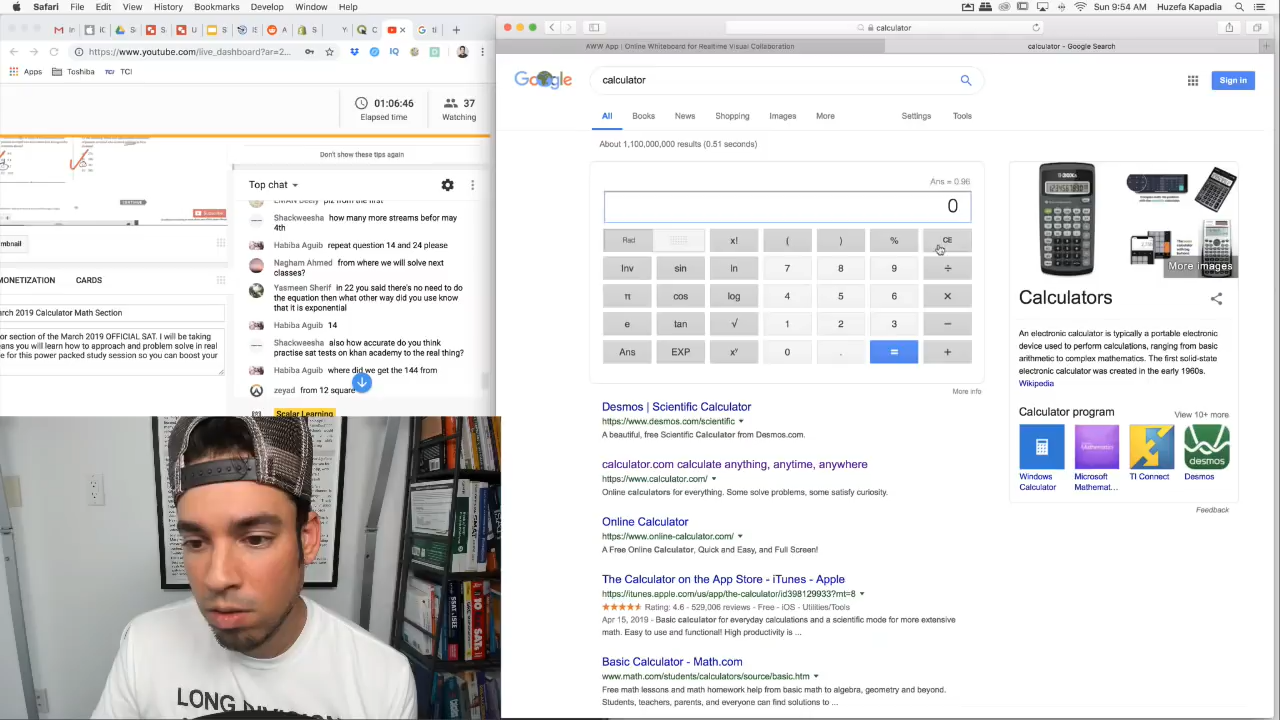 Safari File Edit View History Bookmarks Develop Window Help
Sun 9:54 AM Huzefa Kapadia
https://www.youtube.com/live_dashboard?ar=2...
Apps Toshiba TCI TCI
01:06:46
Elapsed time
37
Watching
Don't show these tips again
Top chat
Shackweesha how many more streams befor may
4th
Habiba Aguib repeat question 14 and 24 please
Nagham Ahmed from where we will solve next
classes?
Yasmeen Sherif in 22 you said there's no need to do
the equation then what other way did you use know
that it is exponential
Habiba Aguib 14
Shackweesha also how accurate do you think
practise sat tests on khan academy to the real thing?
Habiba Aguib where did we get the 144 from
zeyad from 12 square
Scalar Learning
mbnail
ONETIZATION CARDS
rch 2019 Calculator Math Section
or section of the March 2019 OFFICIAL SAT. I will be taking
eans you will learn how to approach and problem solve in real
e for this power packed study session so you can boost your
LONG DIVISION
calculator
AWW App | Online Whiteboard for Realtime Visual Collaboration
calculator - Google Search
Google
calculator
Sign in
All Books News Shopping Images More Settings Tools
About 1,100,000,000 results (0.51 seconds)
Ans = 0.96
0
Rad x! ( ) % CE
Inv sin ln 7 8 9 ÷
π cos log 4 5 6 ×
e tan √ 1 2 3 −
Ans EXP xʸ 0 . = +
More info
Desmos | Scientific Calculator
https://www.desmos.com/scientific
A beautiful, free Scientific Calculator from Desmos.com.
calculator.com calculate anything, anytime, anywhere
https://www.calculator.com/
Online calculators for everything. Some solve problems, some satisfy curiosity.
Online Calculator
https://www.online-calculator.com/
A Free Online Calculator, Quick and Easy, and Full Screen!
The Calculator on the App Store - iTunes - Apple
https://itunes.apple.com/us/app/the-calculator/id398129933?mt=8
Rating: 4.6 - 529,006 reviews - Free - iOS - Utilities/Tools
Apr 15, 2019 - Basic calculator for everyday calculations and a scientific mode for more extensive
math. Easy to use and functional! High productivity is ...
Basic Calculator - Math.com
www.math.com/students/calculators/source/basic.htm
Free math lessons and math homework help from basic math to algebra, geometry and beyond.
Students, teachers, parents, and everyone can find solutions to ...
More images
Calculators
An electronic calculator is typically a portable electronic
device used to perform calculations, ranging from basic
arithmetic to complex mathematics. The first solid-state
electronic calculator was created in the early 1960s.
Wikipedia
Calculator program
View 10+ more
desmos
Windows
Calculator
Microsoft
Mathemat...
TI Connect
Desmos
Feedback